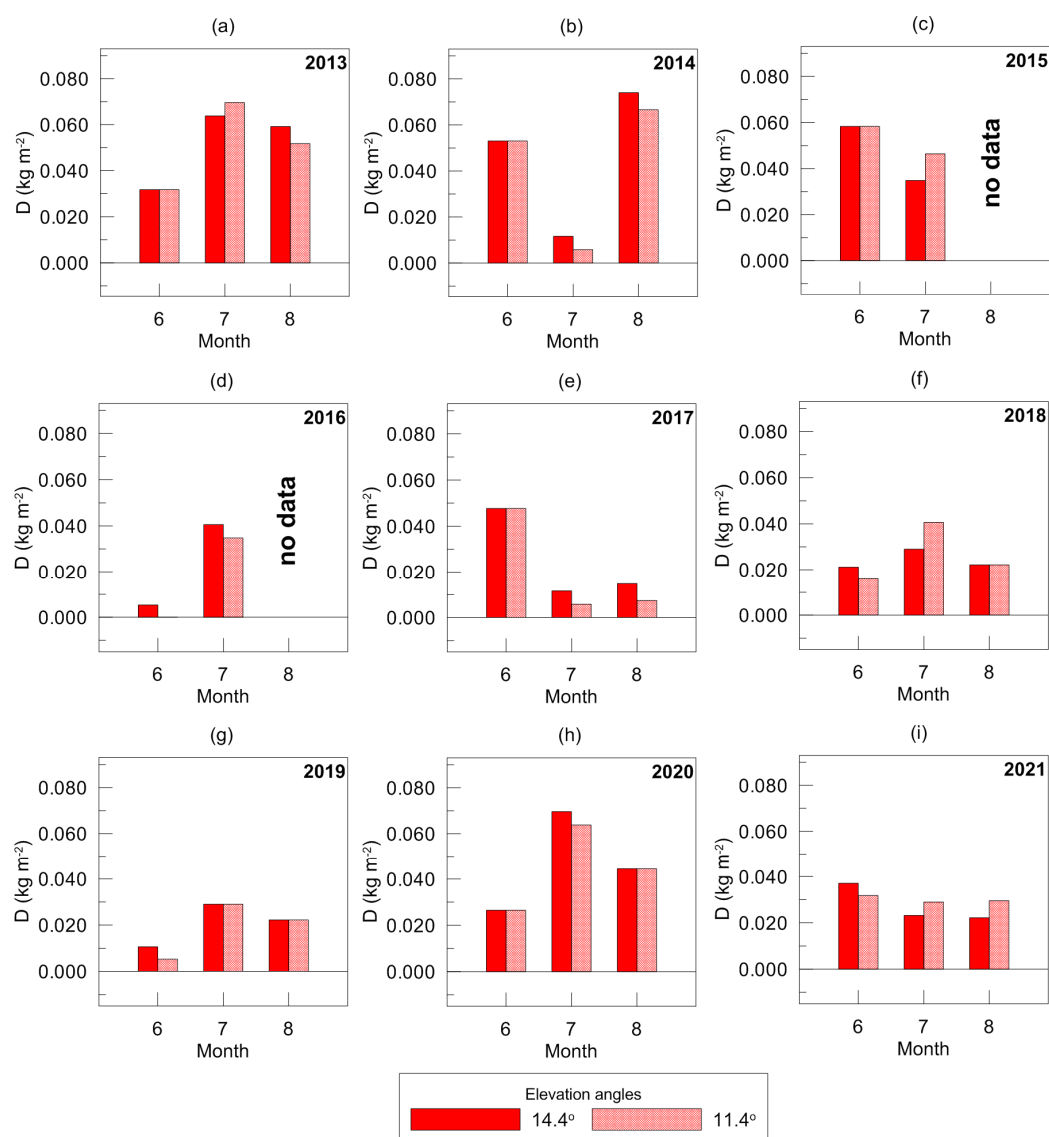 (a)
2013
D (kg m-2)
0.080
0.060
0.040
0.020
0.000
6 7 8
Month
(b)
2014
D (kg m-2)
0.080
0.060
0.040
0.020
0.000
6 7 8
Month
(c)
2015
D (kg m-2)
0.080
0.060
0.040
0.020
0.000
no data
6 7 8
Month
(d)
2016
D (kg m-2)
0.080
0.060
0.040
0.020
0.000
no data
6 7 8
Month
(e)
2017
D (kg m-2)
0.080
0.060
0.040
0.020
0.000
6 7 8
Month
(f)
2018
D (kg m-2)
0.080
0.060
0.040
0.020
0.000
6 7 8
Month
(g)
2019
D (kg m-2)
0.080
0.060
0.040
0.020
0.000
6 7 8
Month
(h)
2020
D (kg m-2)
0.080
0.060
0.040
0.020
0.000
6 7 8
Month
(i)
2021
D (kg m-2)
0.080
0.060
0.040
0.020
0.000
6 7 8
Month
Elevation angles
14.4o 11.4o